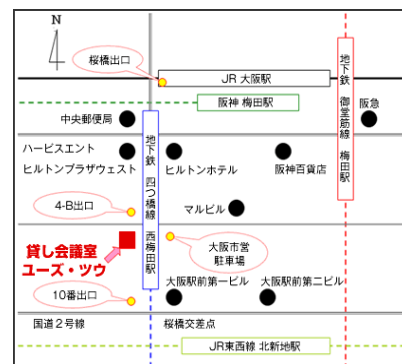 N
桜橋出口
JR 大阪駅
阪神 梅田駅
地下鉄 御堂筋線 梅田駅
阪急
中央郵便局
地下鉄 四つ橋線 西梅田駅
ハービスエント
ヒルトンプラザウェスト
ヒルトンホテル
阪神百貨店
4-B出口
マルビル
貸し会議室
ユーズ・ツウ
大阪市営
駐車場
10番出口
大阪駅前第一ビル
大阪駅前第二ビル
国道２号線
桜橋交差点
JR東西線 北新地駅